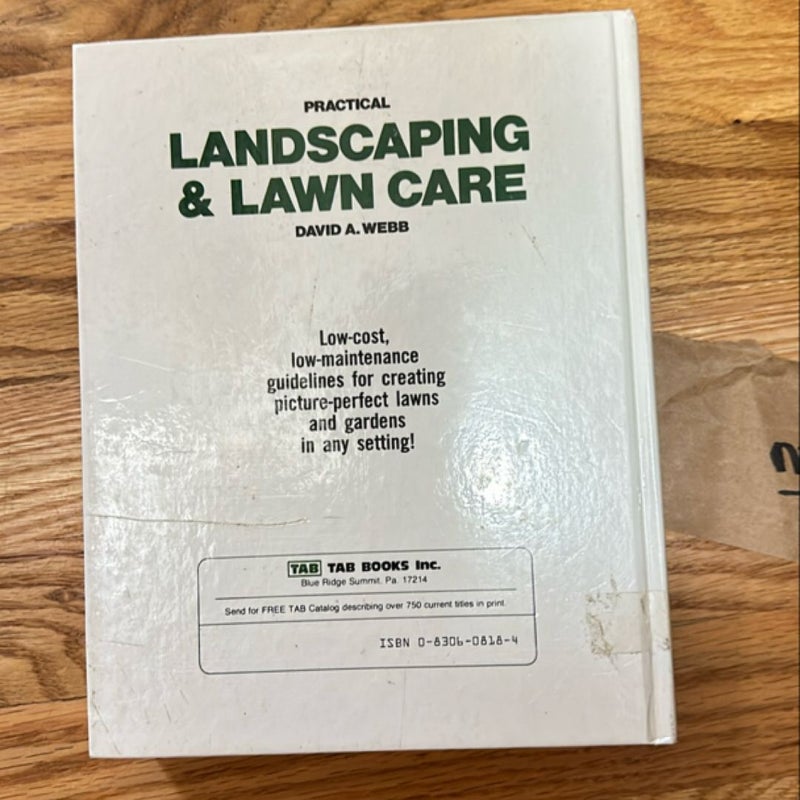 PRACTICAL
LANDSCAPING
& LAWN CARE
DAVID A. WEBB
Low-cost,
low-maintenance
guidelines for creating
picture-perfect lawns
and gardens
in any setting!
TAB TAB BOOKS Inc.
Blue Ridge Summit, Pa. 17214
Send for FREE TAB Catalog describing over 750 current titles in print.
ISBN 0-8306-0818-4